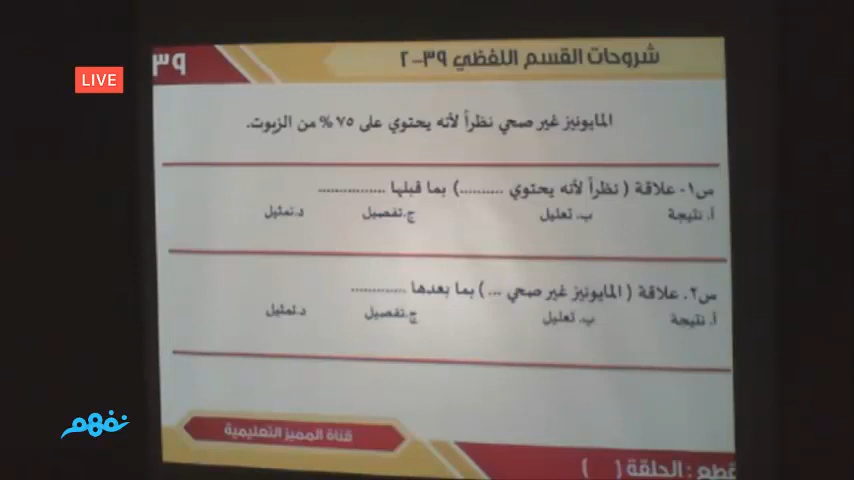 LIVE
٣٩
شروحات القسم اللفظي ٣٩-٢
المايونيز غير صحي نظراً لأنه يحتوي على ٧٥ % من الزيوت.
س١- علاقة ( نظراً لأنه يحتوي ..........) بما قبلها ................
أ. نتيجة ب. تعليل ج.تفصيل د.تمثيل
س٢. علاقة ( المايونيز غير صحي ... ) بما بعدها .............
أ. نتيجة ب. تعليل ج.تفصيل د.تمثيل
نفهم
قناة المميز التعليمية
قطع : الحلقة ( )